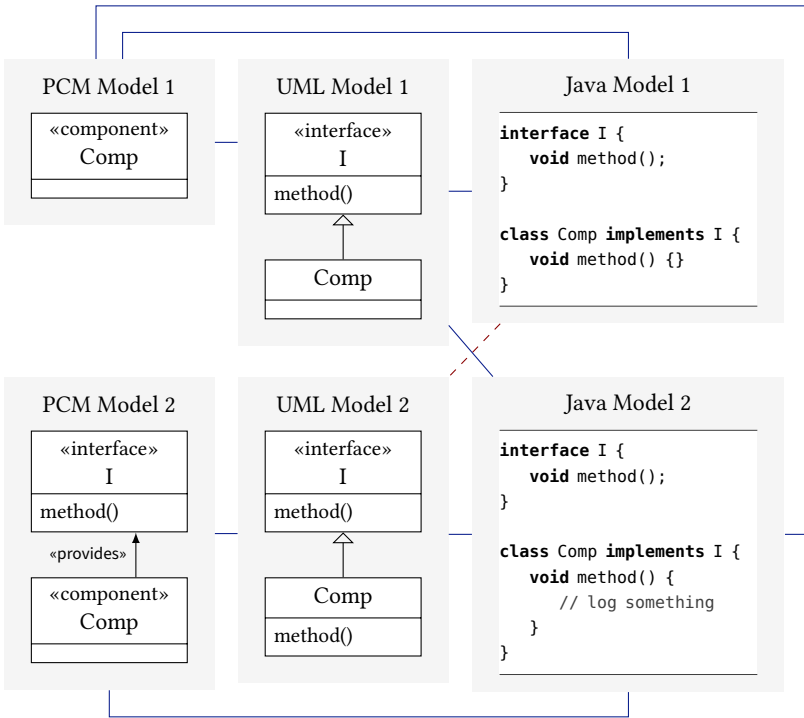 PCM Model 1
«component»
Comp
UML Model 1
«interface»
I
method()
Comp
Java Model 1
interface I {
void method();
}
class Comp implements I {
void method() {}
}
PCM Model 2
«interface»
I
method()
«provides»
«component»
Comp
UML Model 2
«interface»
I
method()
Comp
method()
Java Model 2
interface I {
void method();
}
class Comp implements I {
void method() {
// log something
}
}